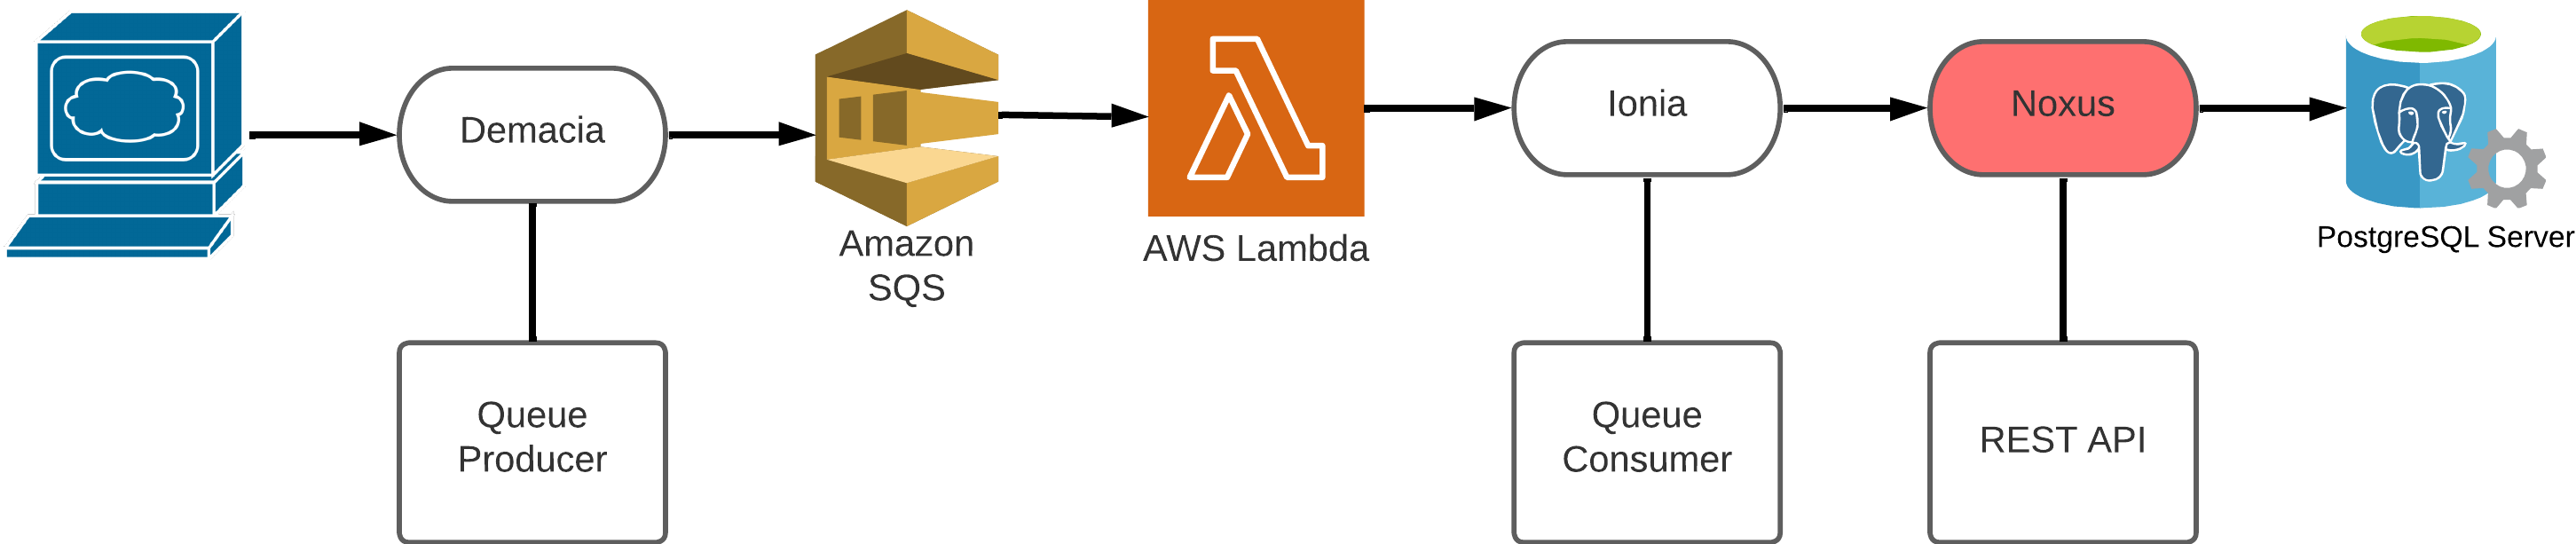 Demacia
Amazon
SQS
AWS Lambda
Ionia
Noxus
PostgreSQL Server
Queue
Producer
Queue
Consumer
REST API